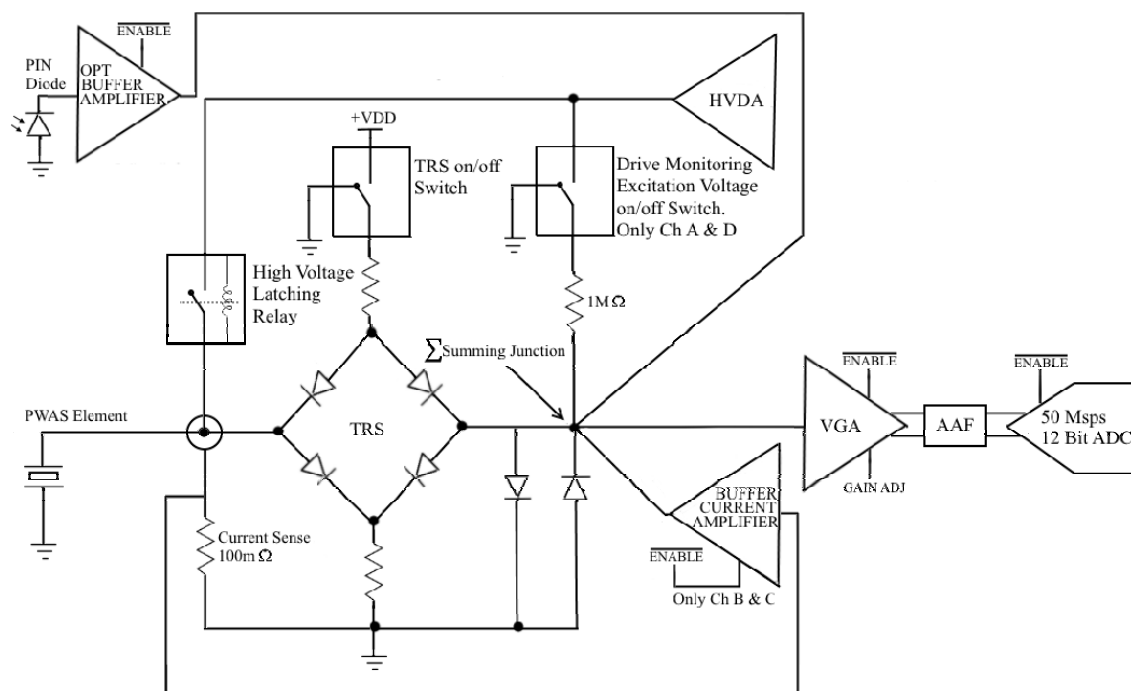 ENABLE
PIN
Diode
OPT
BUFFER
AMPLIFIER
HVDA
+VDD
TRS on/off
Switch
Drive Monitoring
Excitation Voltage
on/off Switch.
Only Ch A & D
High Voltage
Latching
Relay
1M Ω
∑Summing Junction
ENABLE
ENABLE
PWAS Element
TRS
VGA
AAF
50 Msps
12 Bit ADC
GAIN ADJ
BUFFER
CURRENT
AMPLIFIER
Current Sense
100m Ω
ENABLE
Only Ch B & C